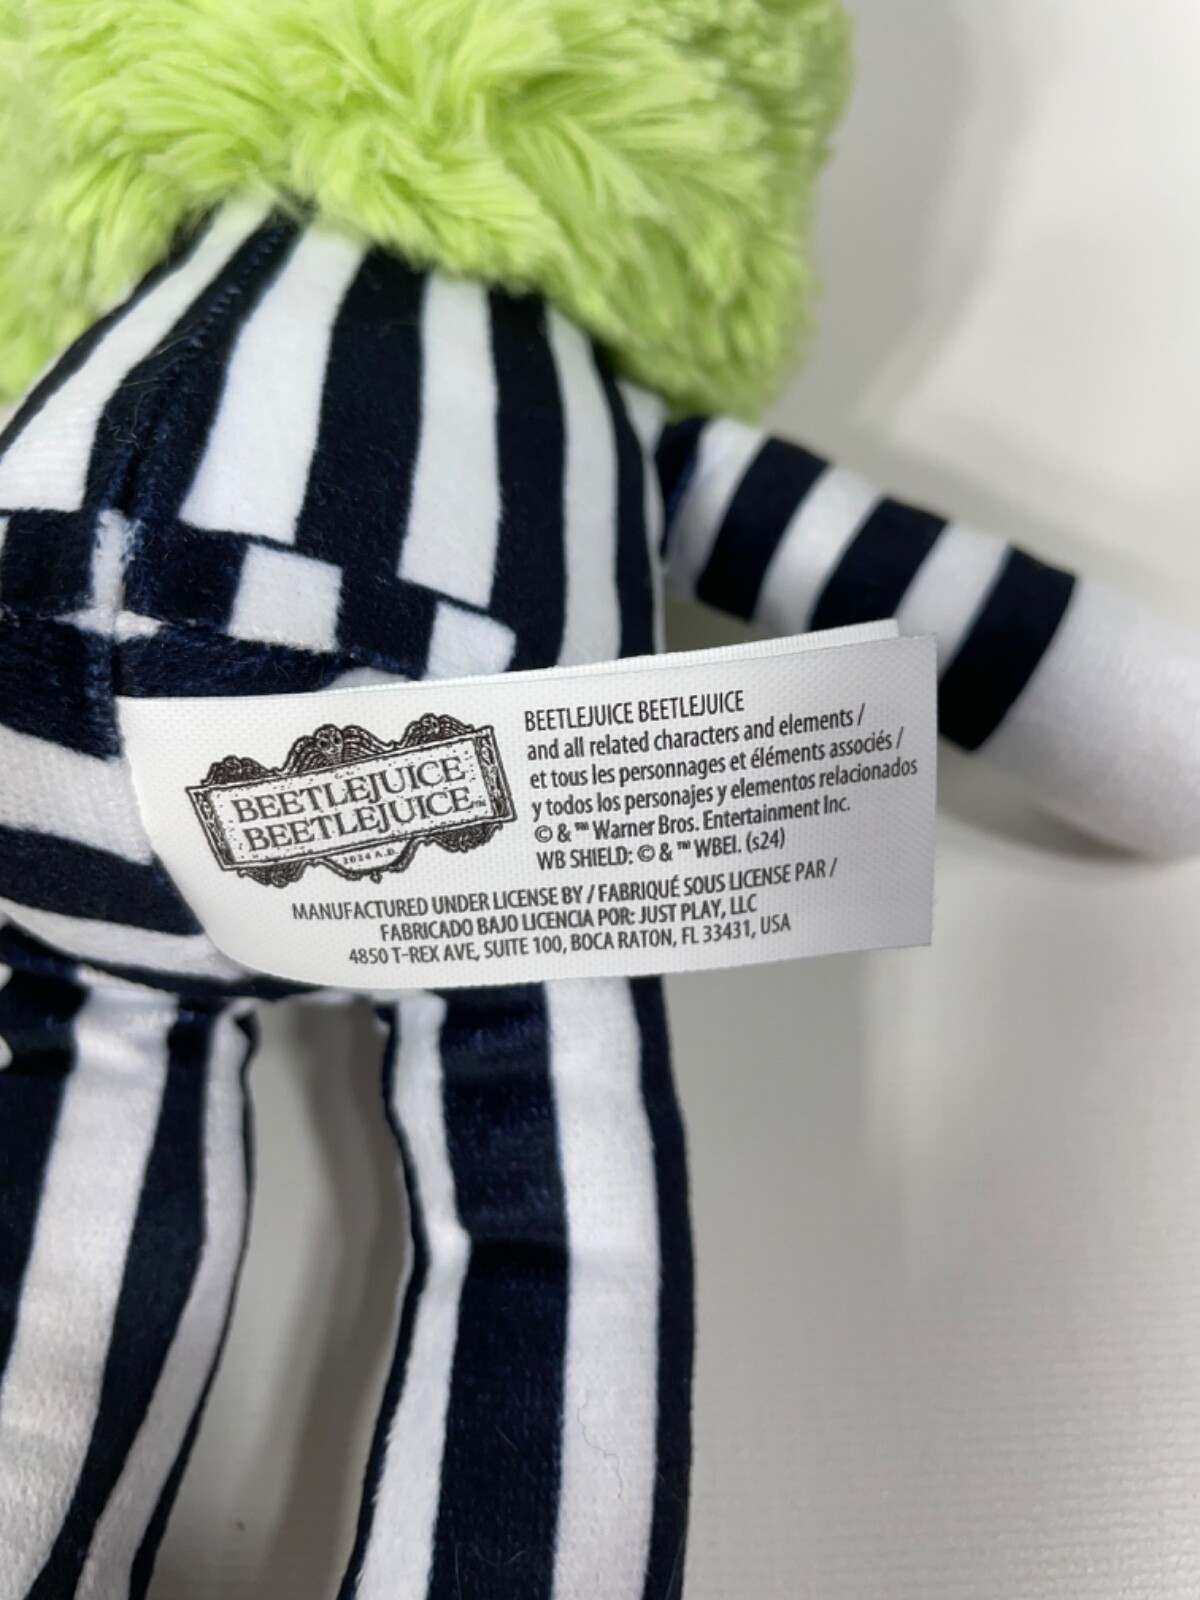 BEETLEJUICE
BEETLEJUICE™
2024 A.D.
BEETLEJUICE BEETLEJUICE
and all related characters and elements /
et tous les personnages et éléments associés /
y todos los personajes y elementos relacionados
© & ™ Warner Bros. Entertainment Inc.
WB SHIELD: © & ™ WBEI. (s24)
MANUFACTURED UNDER LICENSE BY / FABRIQUÉ SOUS LICENSE PAR /
FABRICADO BAJO LICENCIA POR: JUST PLAY, LLC
4850 T-REX AVE, SUITE 100, BOCA RATON, FL 33431, USA